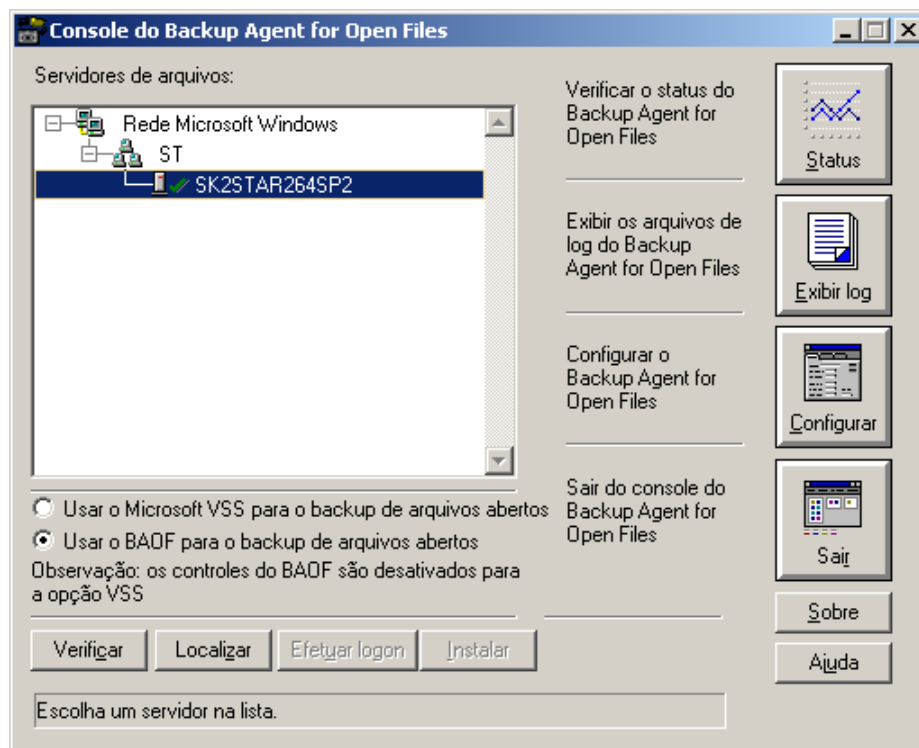 Console do Backup Agent for Open Files
Servidores de arquivos:
Rede Microsoft Windows
ST
SK2STAR264SP2
Verificar o status do
Backup Agent for
Open Files
Status
Exibir os arquivos de
log do Backup
Agent for Open Files
Exibir log
Configurar o
Backup Agent for
Open Files
Configurar
Sair do console do
Backup Agent for
Open Files
Sair
Usar o Microsoft VSS para o backup de arquivos abertos
Usar o BAOF para o backup de arquivos abertos
Observação: os controles do BAOF são desativados para
a opção VSS
Sobre
Verificar
Localizar
Efetuar logon
Instalar
Ajuda
Escolha um servidor na lista.